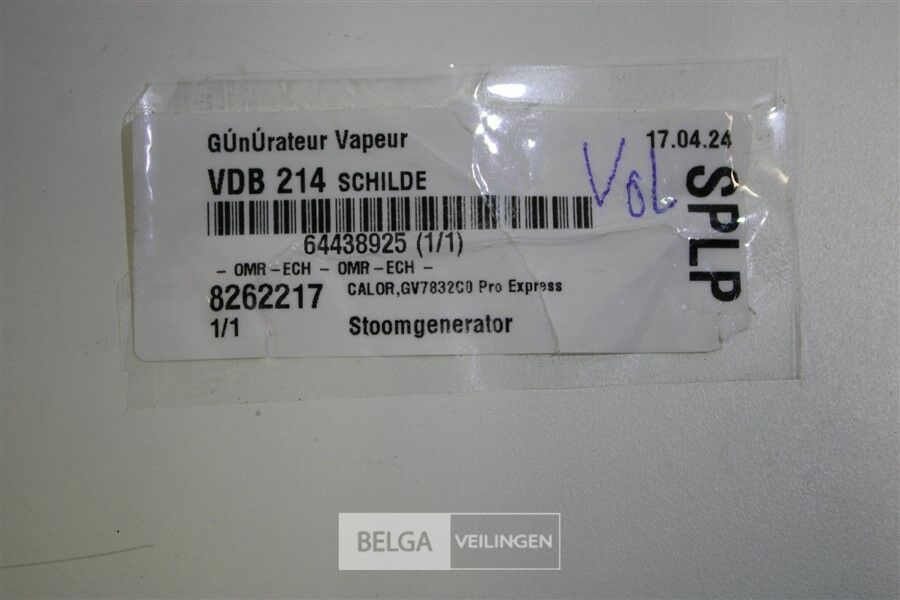 GÚnÚrateur Vapeur
17.04.24
VDB 214 SCHILDE
Vol
SPLP
64438925 (1/1)
- OMR-ECH - OMR-ECH -
8262217 CALOR,GV7832C0 Pro Express
1/1 Stoomgenerator
BELGA VEILINGEN